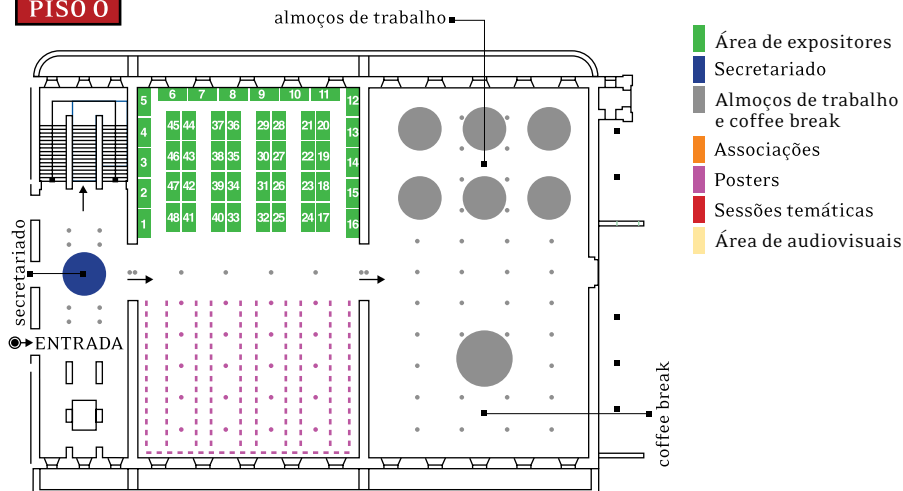 PISO 0
almoços de trabalho
Área de expositores
Secretariado
Almoços de trabalho
e coffee break
Associações
Posters
Sessões temáticas
Área de audiovisuais
5 6 7 8 9 10 11 12
4 45 44 37 36 29 28 21 20 13
3 46 43 38 35 30 27 22 19 14
2 47 42 39 34 31 26 23 18 15
1 48 41 40 33 32 25 24 17 16
secretariado
ENTRADA
coffee break